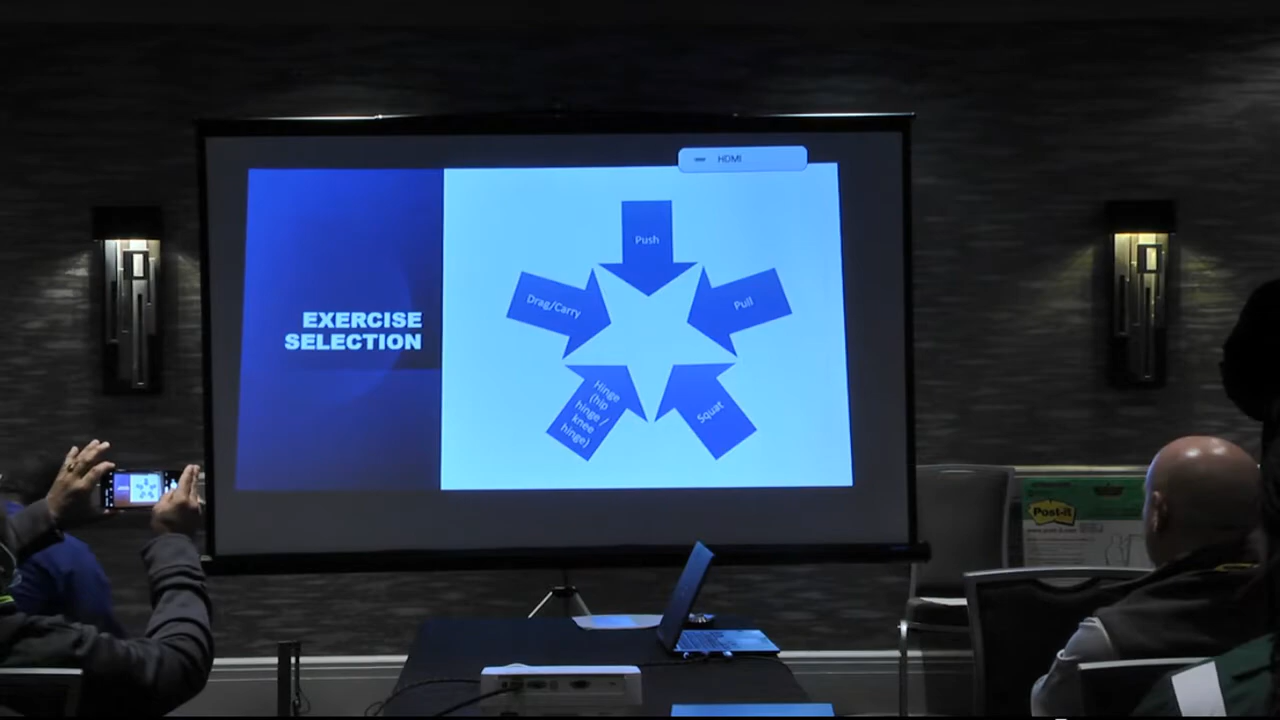 HDMI
EXERCISE
SELECTION
Push
Pull
Squat
Hinge
(hip
hinge /
knee
hinge)
Drag/Carry
Post-it